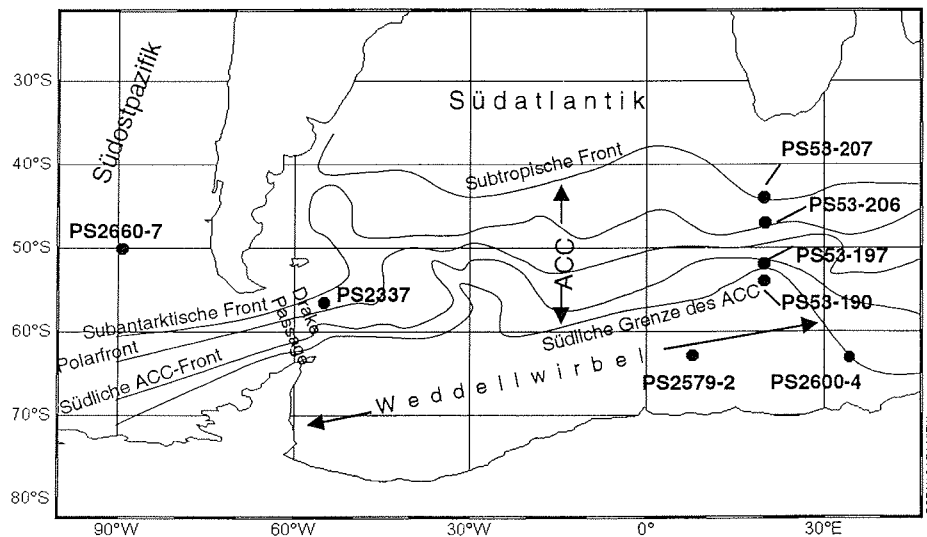 30°S
40°S
50°S
60°S
70°S
80°S
90°W
60°W
30°W
0°
30°E
Südostpazifik
Südatlantik
Subtropische Front
ACC
PS53-207
PS53-206
PS53-197
PS53-190
PS2660-7
PS2337
Drake
Passage
Subantarktische Front
Polarfront
Südliche ACC-Front
Südliche Grenze des ACC
Weddellwirbel
PS2579-2
PS2600-4